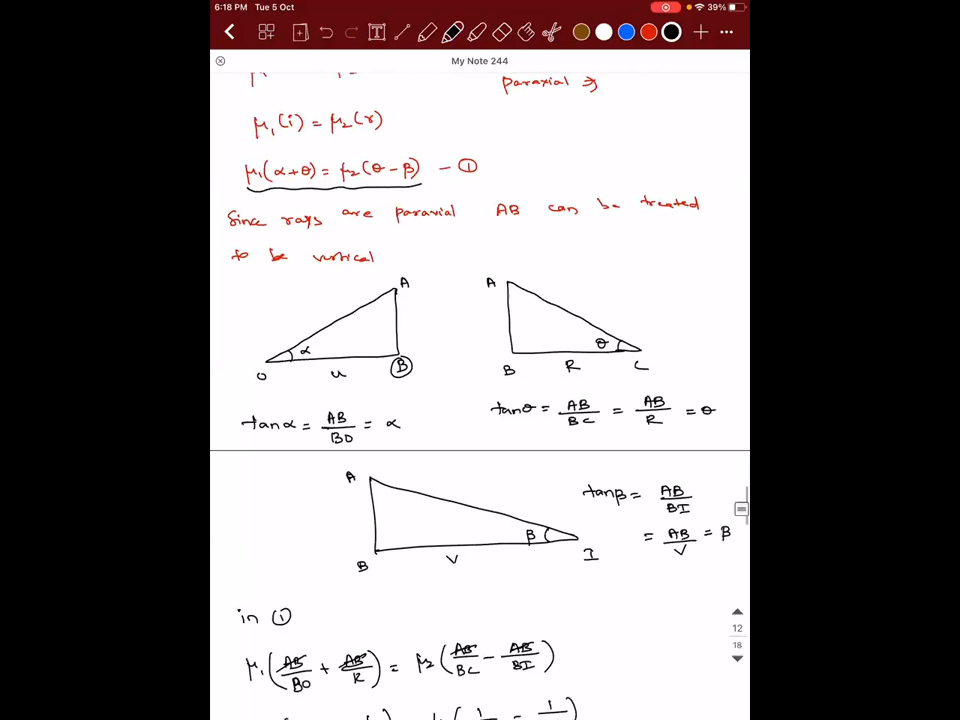 6:18 PM Tue 5 Oct
39%
My Note 244
paraxial ⇒
μ₁(i) = μ₂(r)
μ₁(α+θ) = μ₂(θ-β) - ①
Since rays are paraxial AB can be treated
to be vertical
A
α
O
u
B
A
θ
B
R
C
tanα = AB/BO = α
tanθ = AB/BC = AB/R = θ
A
β
B
V
I
tanβ = AB/BI
= AB/V = β
12
18
in ①
μ₁(AB/BO + AB/R) = μ₂(AB/BC - AB/BI)